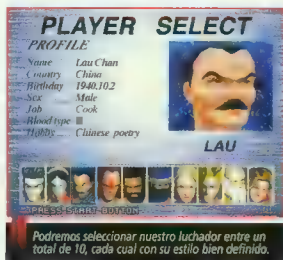 PLAYER SELECT
PROFILE
Name Lau Chan
Country China
Birthday 1940.10.2
Sex Male
Job Cook
Blood type
Hobby Chinese poetry
LAU
PRESS START BUTTON
Podremos seleccionar nuestro luchador entre un
total de 10, cada cual con su estilo bien definido.